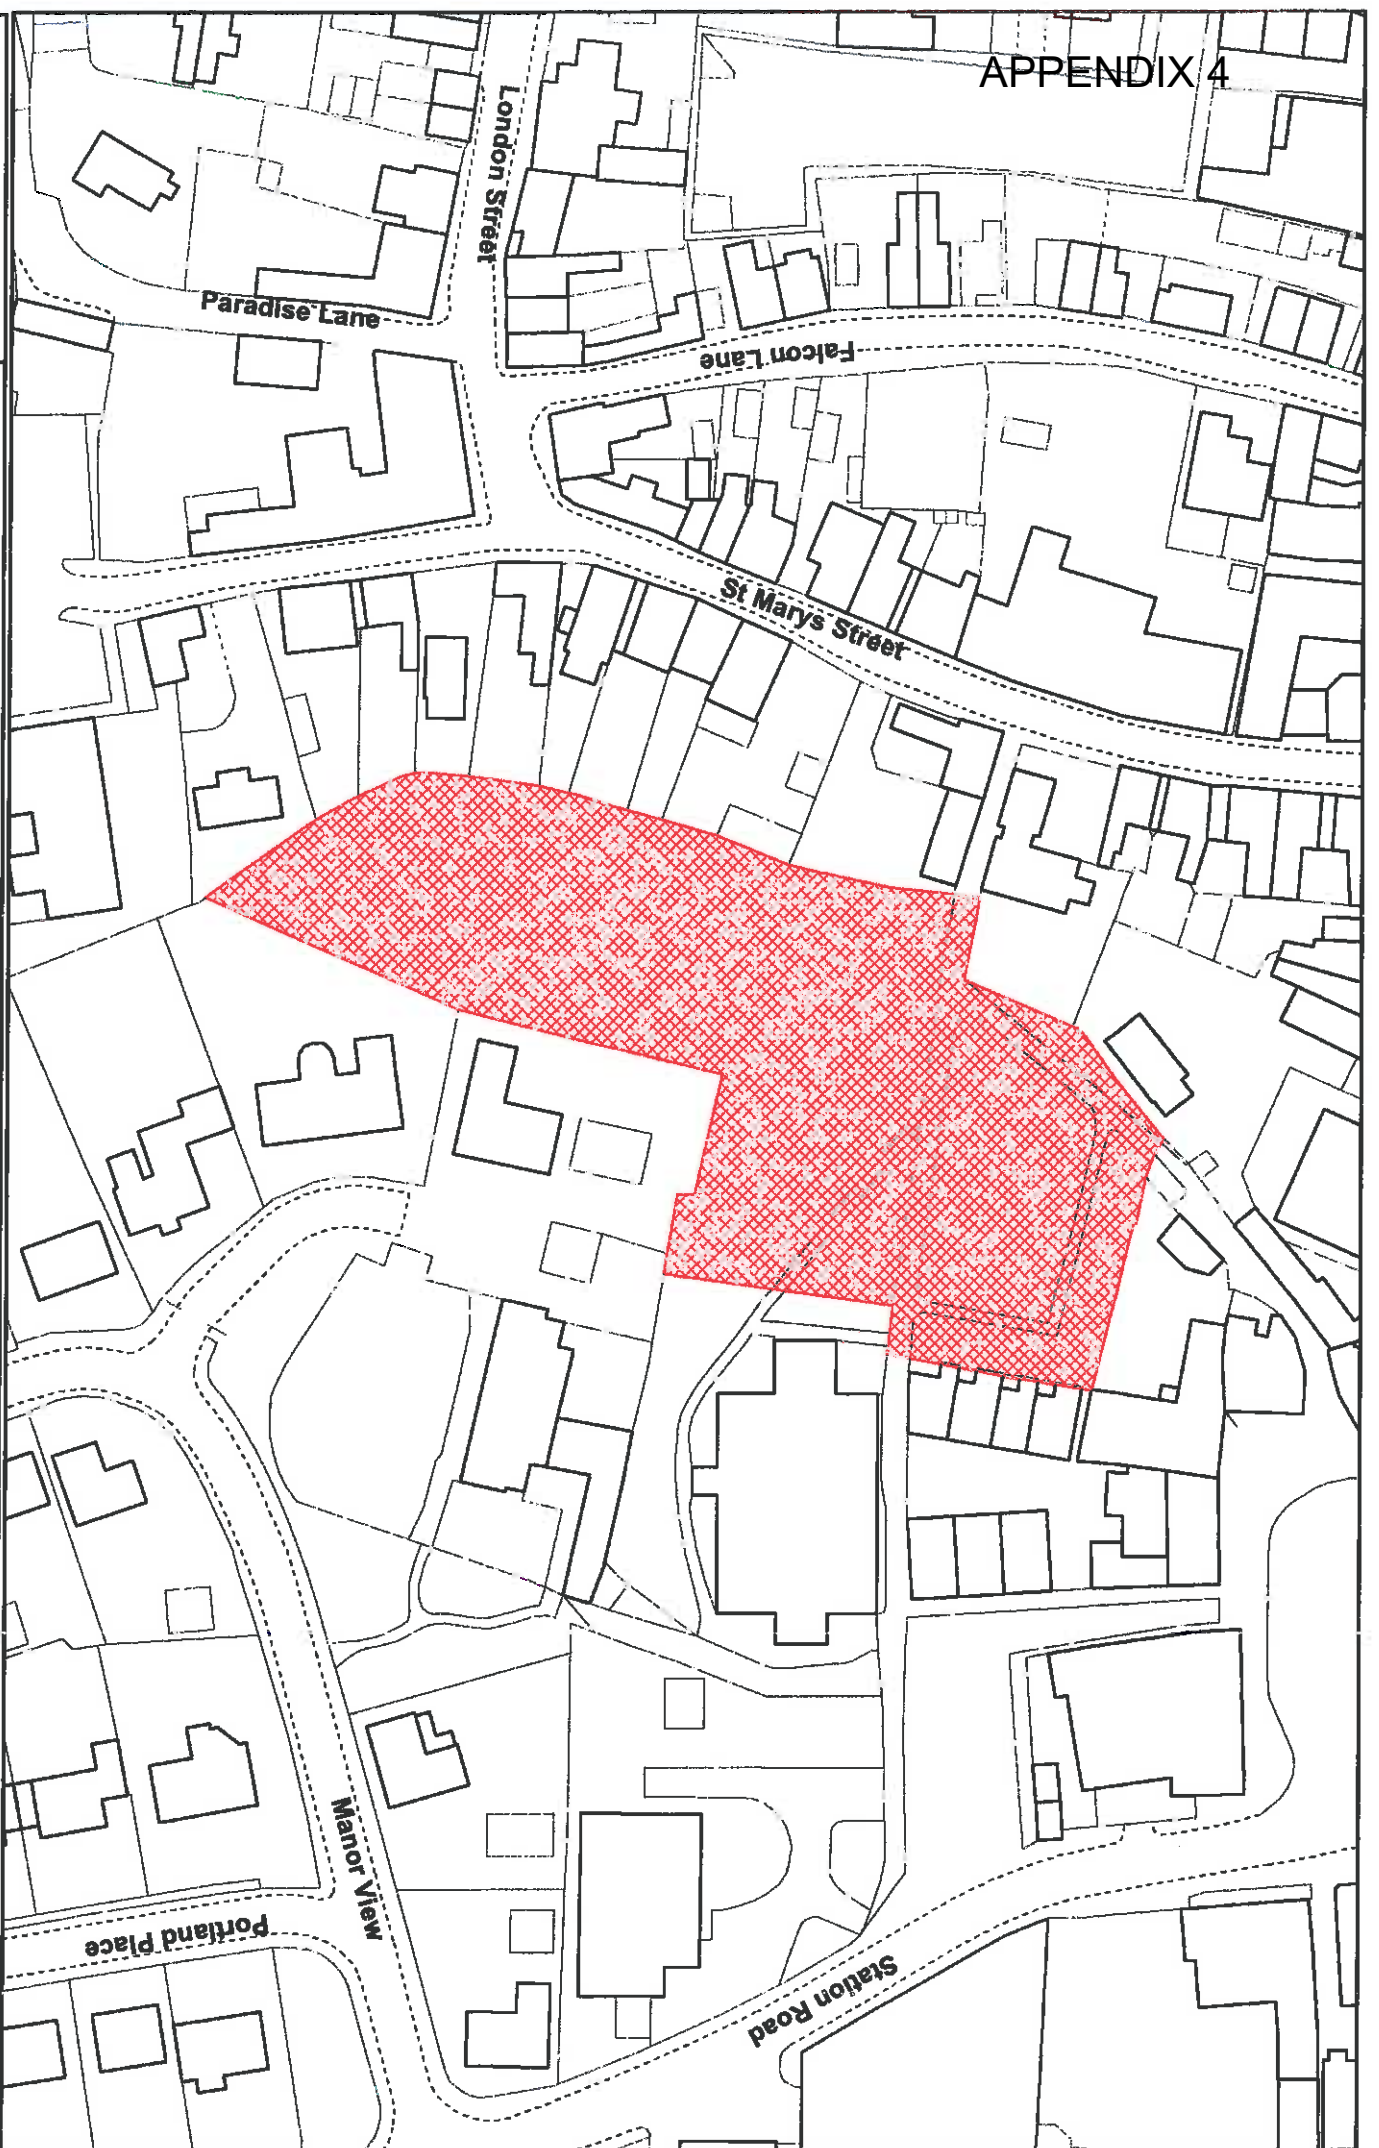 APPENDIX 4
London Street
Paradise Lane
Falcon Lane
St Marys Street
Manor View
Portland Place
Station Road